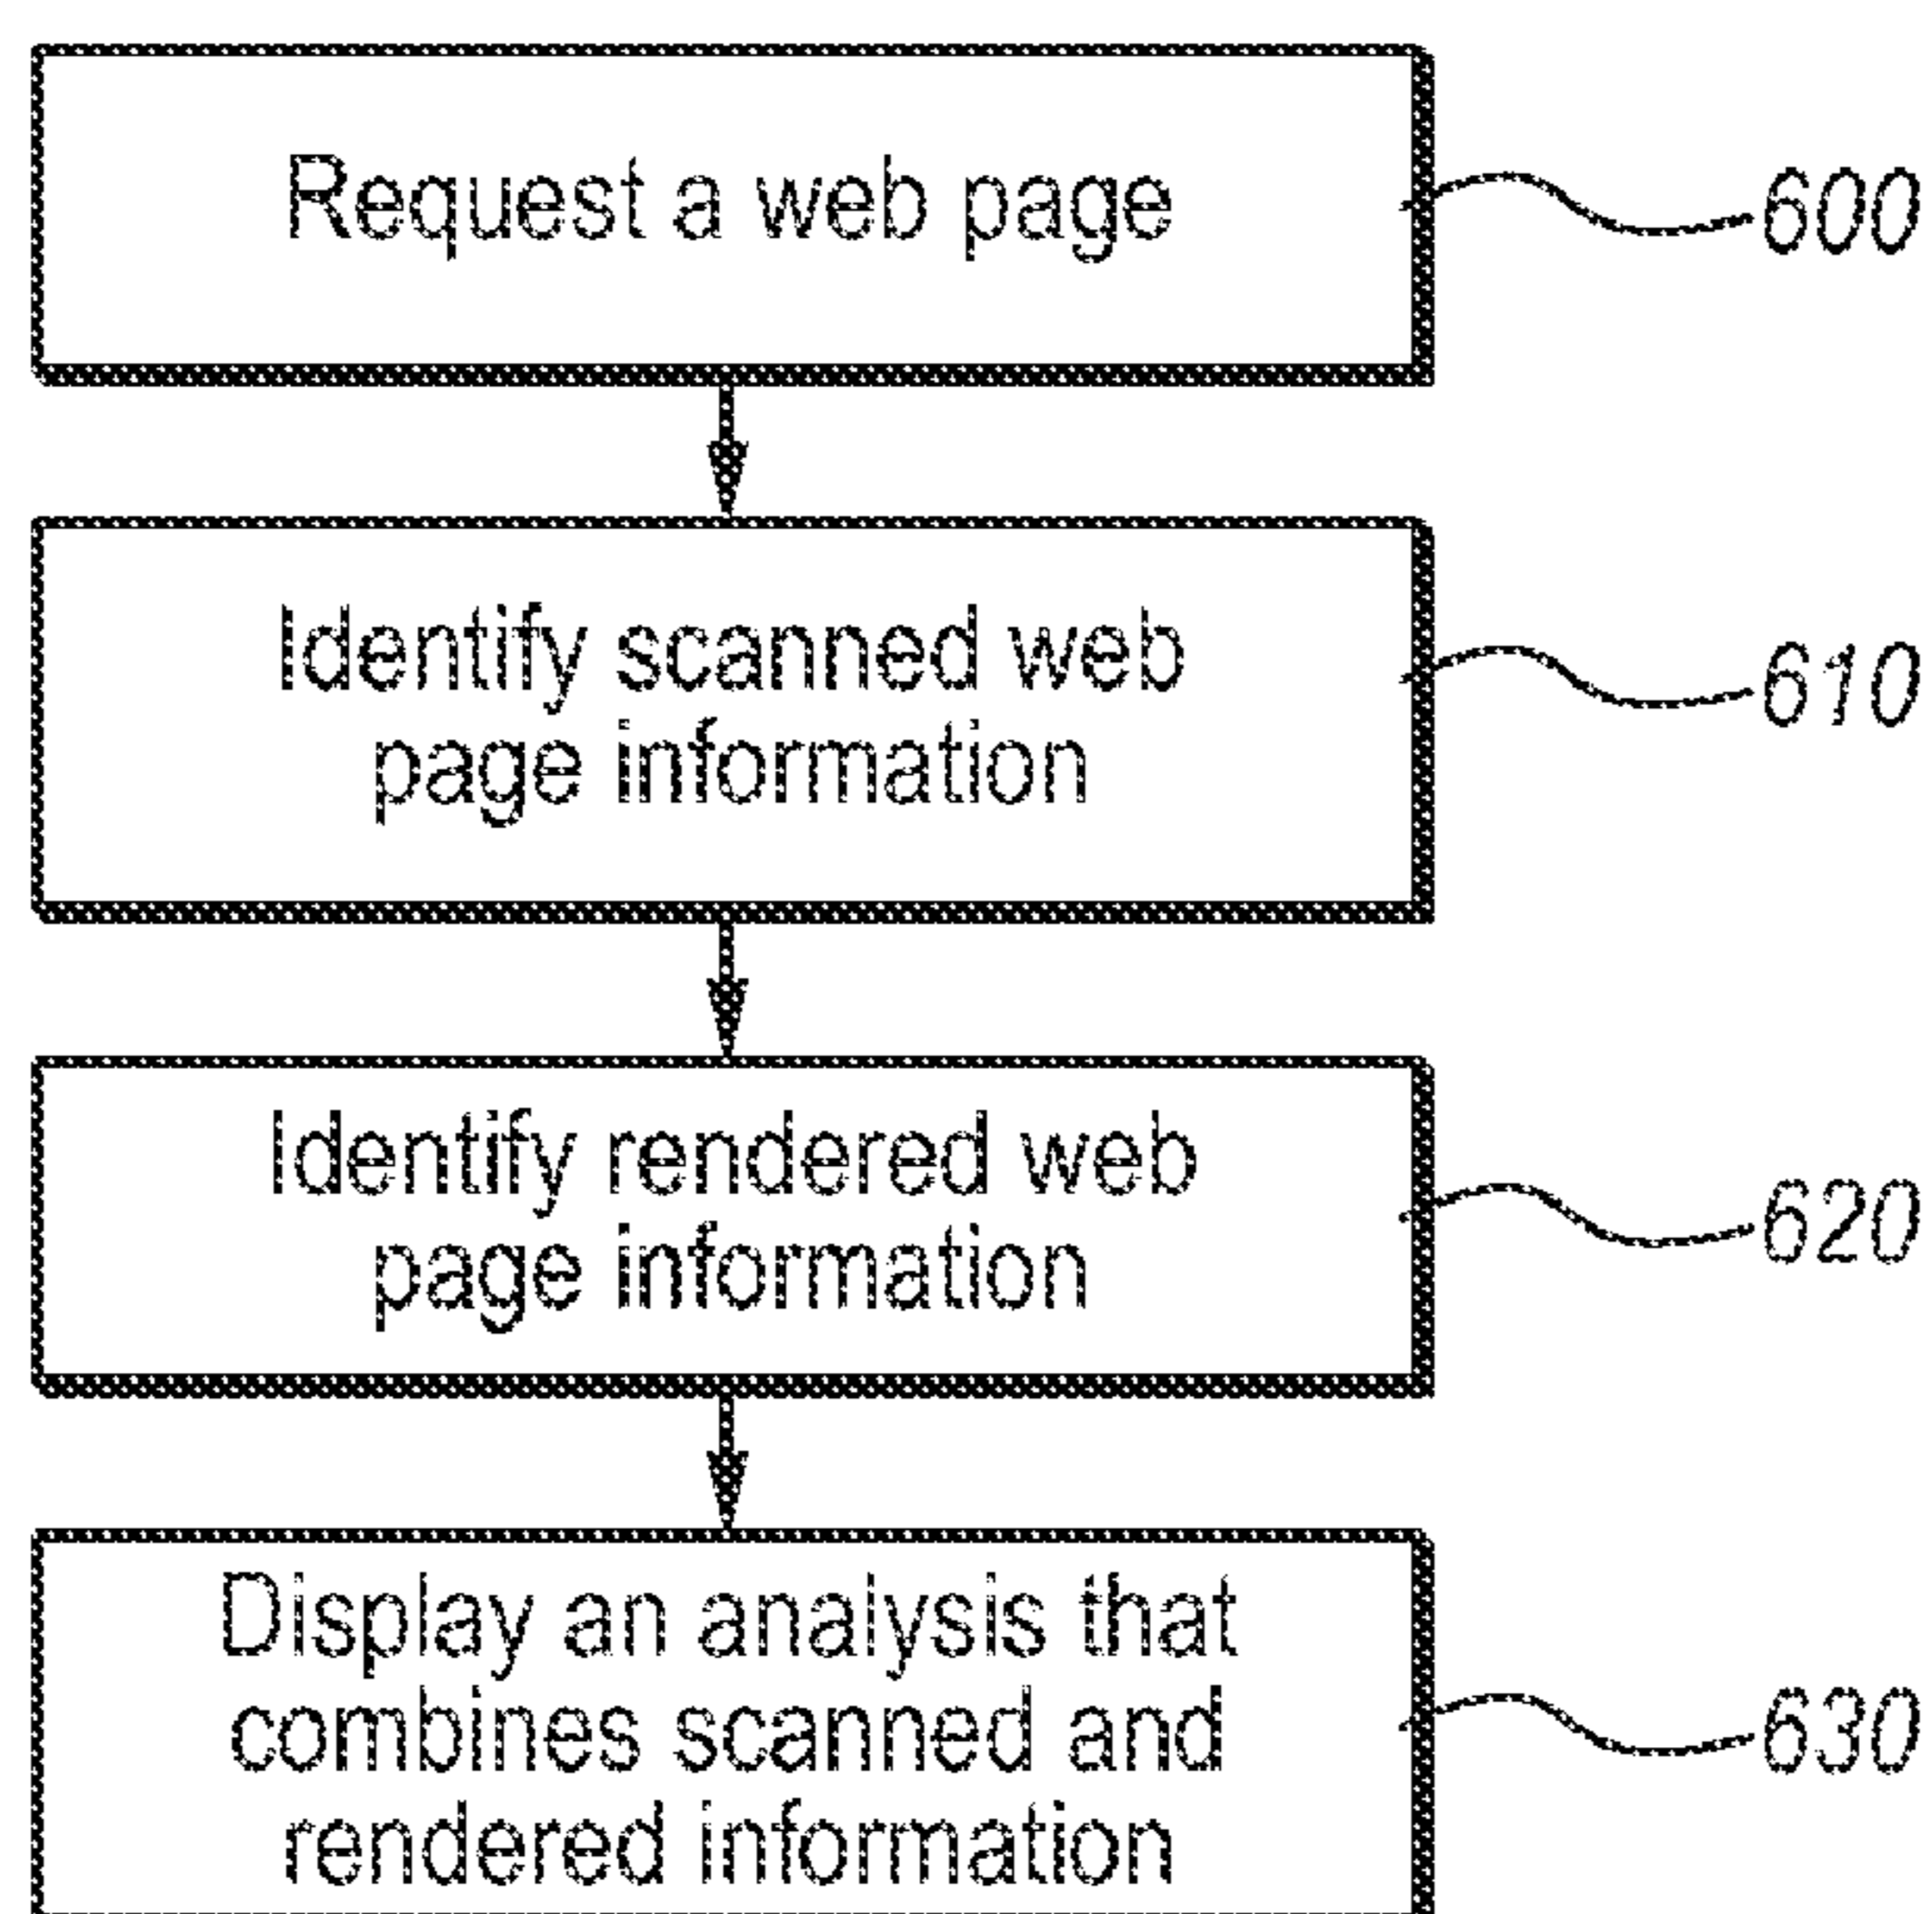 Request a web page
600
Identify scanned web
page information
610
Identify rendered web
page information
620
Display an analysis that
combines scanned and
rendered information
630